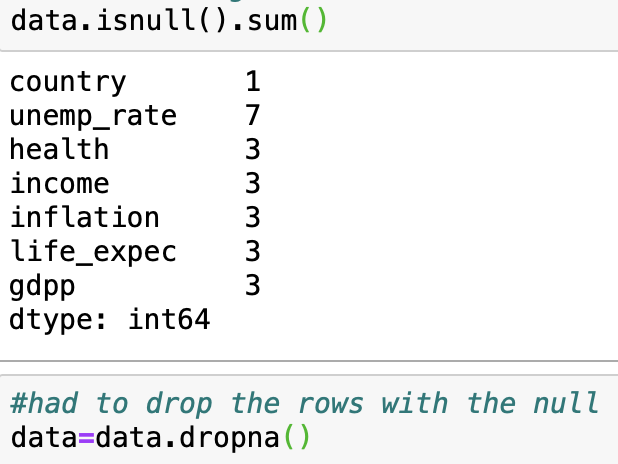 data.isnull().sum()
country 1
unemp_rate 7
health 3
income 3
inflation 3
life_expec 3
gdpp 3
dtype: int64
#had to drop the rows with the null
data=data.dropna()